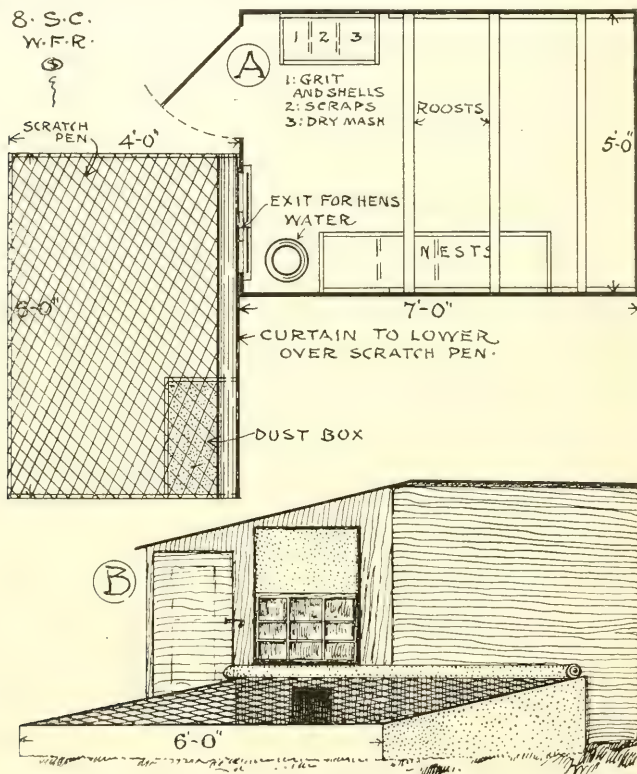 8. S.C.
W.F.R.
A
1 2 3
1: GRIT
AND SHELLS
2: SCRAPS
3: DRY MASH
ROOSTS
5'-0"
SCRATCH
PEN
4'-0"
EXIT FOR HENS
WATER
NESTS
6'-0"
7'-0"
CURTAIN TO LOWER
OVER SCRATCH PEN.
DUST BOX
B
6'-0"